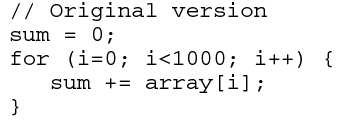 // Original version
sum = 0;
for (i=0; i<1000; i++) {
   sum += array[i];
}